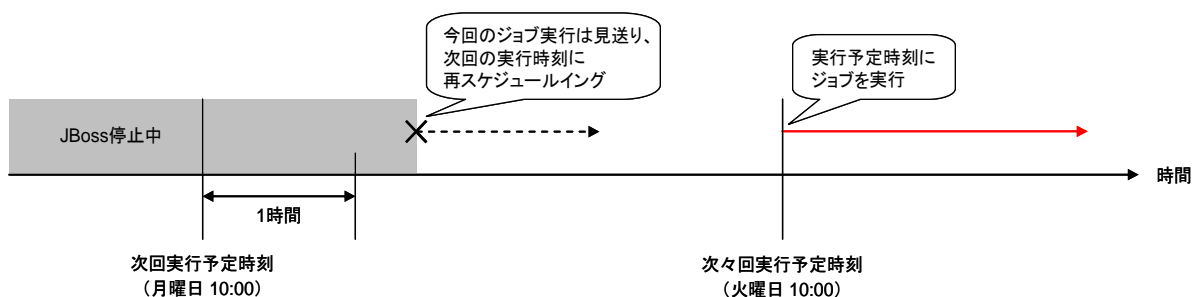 今回のジョブ実行は見送り、
次回の実行時刻に
再スケジュールイング
実行予定時刻に
ジョブを実行
JBoss停止中
時間
1時間
次回実行予定時刻
（月曜日 10:00）
次々回実行予定時刻
（火曜日 10:00）